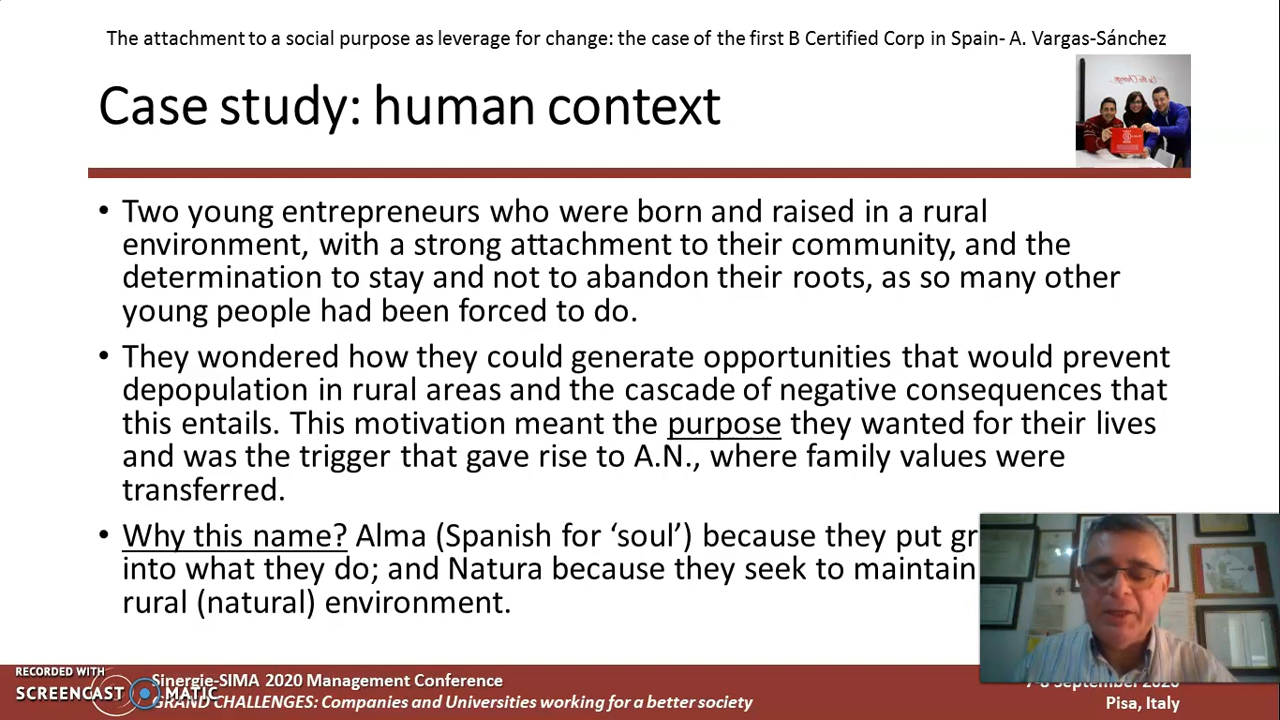 The attachment to a social purpose as leverage for change: the case of the first B Certified Corp in Spain- A. Vargas-Sánchez
Case study: human context
• Two young entrepreneurs who were born and raised in a rural
environment, with a strong attachment to their community, and the
determination to stay and not to abandon their roots, as so many other
young people had been forced to do.
• They wondered how they could generate opportunities that would prevent
depopulation in rural areas and the cascade of negative consequences that
this entails. This motivation meant the purpose they wanted for their lives
and was the trigger that gave rise to A.N., where family values were
transferred.
• Why this name? Alma (Spanish for ‘soul’) because they put
into what they do; and Natura because they seek to maintain
rural (natural) environment.
RECORDED WITH
SCREENCAST MATIC
Sinergie-SIMA 2020 Management Conference
GRAND CHALLENGES: Companies and Universities working for a better society
September 2020
Pisa, Italy